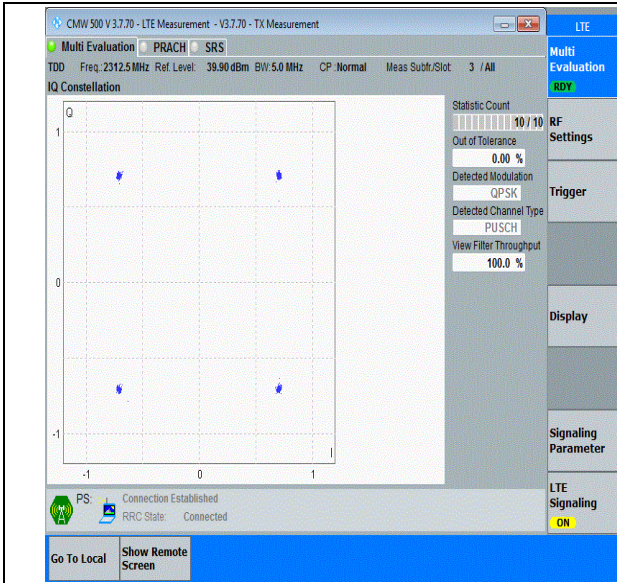 CMW 500 V 3.7.70 - LTE Measurement - V3.7.70 - TX Measurement
LTE
Multi Evaluation PRACH SRS
TDD Freq.:2312.5 MHz Ref. Level: 39.90 dBm BW:5.0 MHz CP :Normal Meas Subfr./Slot: 3 / All
IQ Constellation
Q
1
0
-1
I
-1 0 1
Statistic Count
10 / 10
Out of Tolerance
0.00 %
Detected Modulation
QPSK
Detected Channel Type
PUSCH
View Filter Throughput
100.0 %
Multi
Evaluation
RDY
RF
Settings
Trigger
Display
Signaling
Parameter
LTE
Signaling
ON
PS: Connection Established
RRC State: Connected
Go To Local
Show Remote
Screen